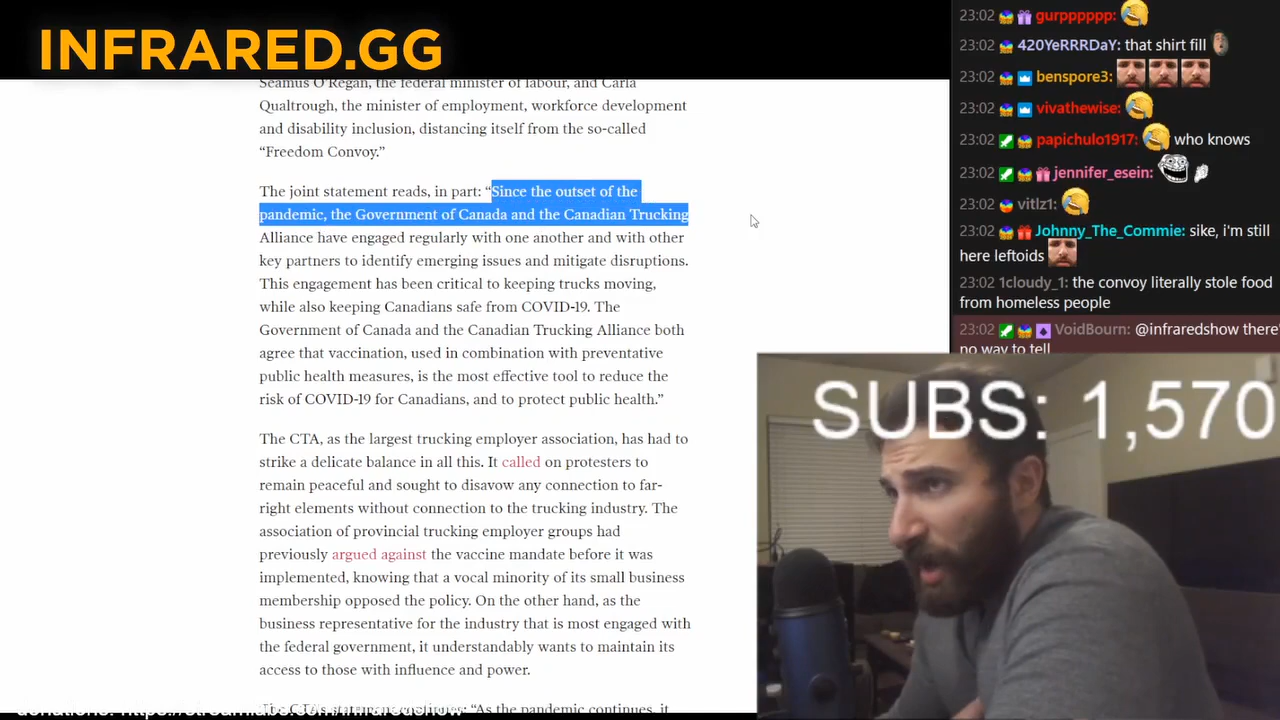 INFRARED.GG
Seamus O'Regan, the federal minister of labour, and Carla
Qualtrough, the minister of employment, workforce development
and disability inclusion, distancing itself from the so-called
“Freedom Convoy.”
The joint statement reads, in part: “Since the outset of the
pandemic, the Government of Canada and the Canadian Trucking
Alliance have engaged regularly with one another and with other
key partners to identify emerging issues and mitigate disruptions.
This engagement has been critical to keeping trucks moving,
while also keeping Canadians safe from COVID-19. The
Government of Canada and the Canadian Trucking Alliance both
agree that vaccination, used in combination with preventative
public health measures, is the most effective tool to reduce the
risk of COVID-19 for Canadians, and to protect public health.”
The CTA, as the largest trucking employer association, has had to
strike a delicate balance in all this. It called on protesters to
remain peaceful and sought to disavow any connection to far-
right elements without connection to the trucking industry. The
association of provincial trucking employer groups had
previously argued against the vaccine mandate before it was
implemented, knowing that a vocal minority of its small business
membership opposed the policy. On the other hand, as the
business representative for the industry that is most engaged with
the federal government, it understandably wants to maintain its
access to those with influence and power.
“As the pandemic continues, it
23:02 gurpppppp:
23:02 420YeRRRDaY: that shirt fill
23:02 benspore3:
23:02 vivathewise:
23:02 papichulo1917: who knows
23:02 jennifer_esein:
23:02 vitlz1:
23:02 Johnny_The_Commie: sike, i'm still
here leftoids
23:02 1cloudy_1: the convoy literally stole food
from homeless people
23:02 VoidBourn: @infraredshow there'
no way to tell
SUBS: 1,570